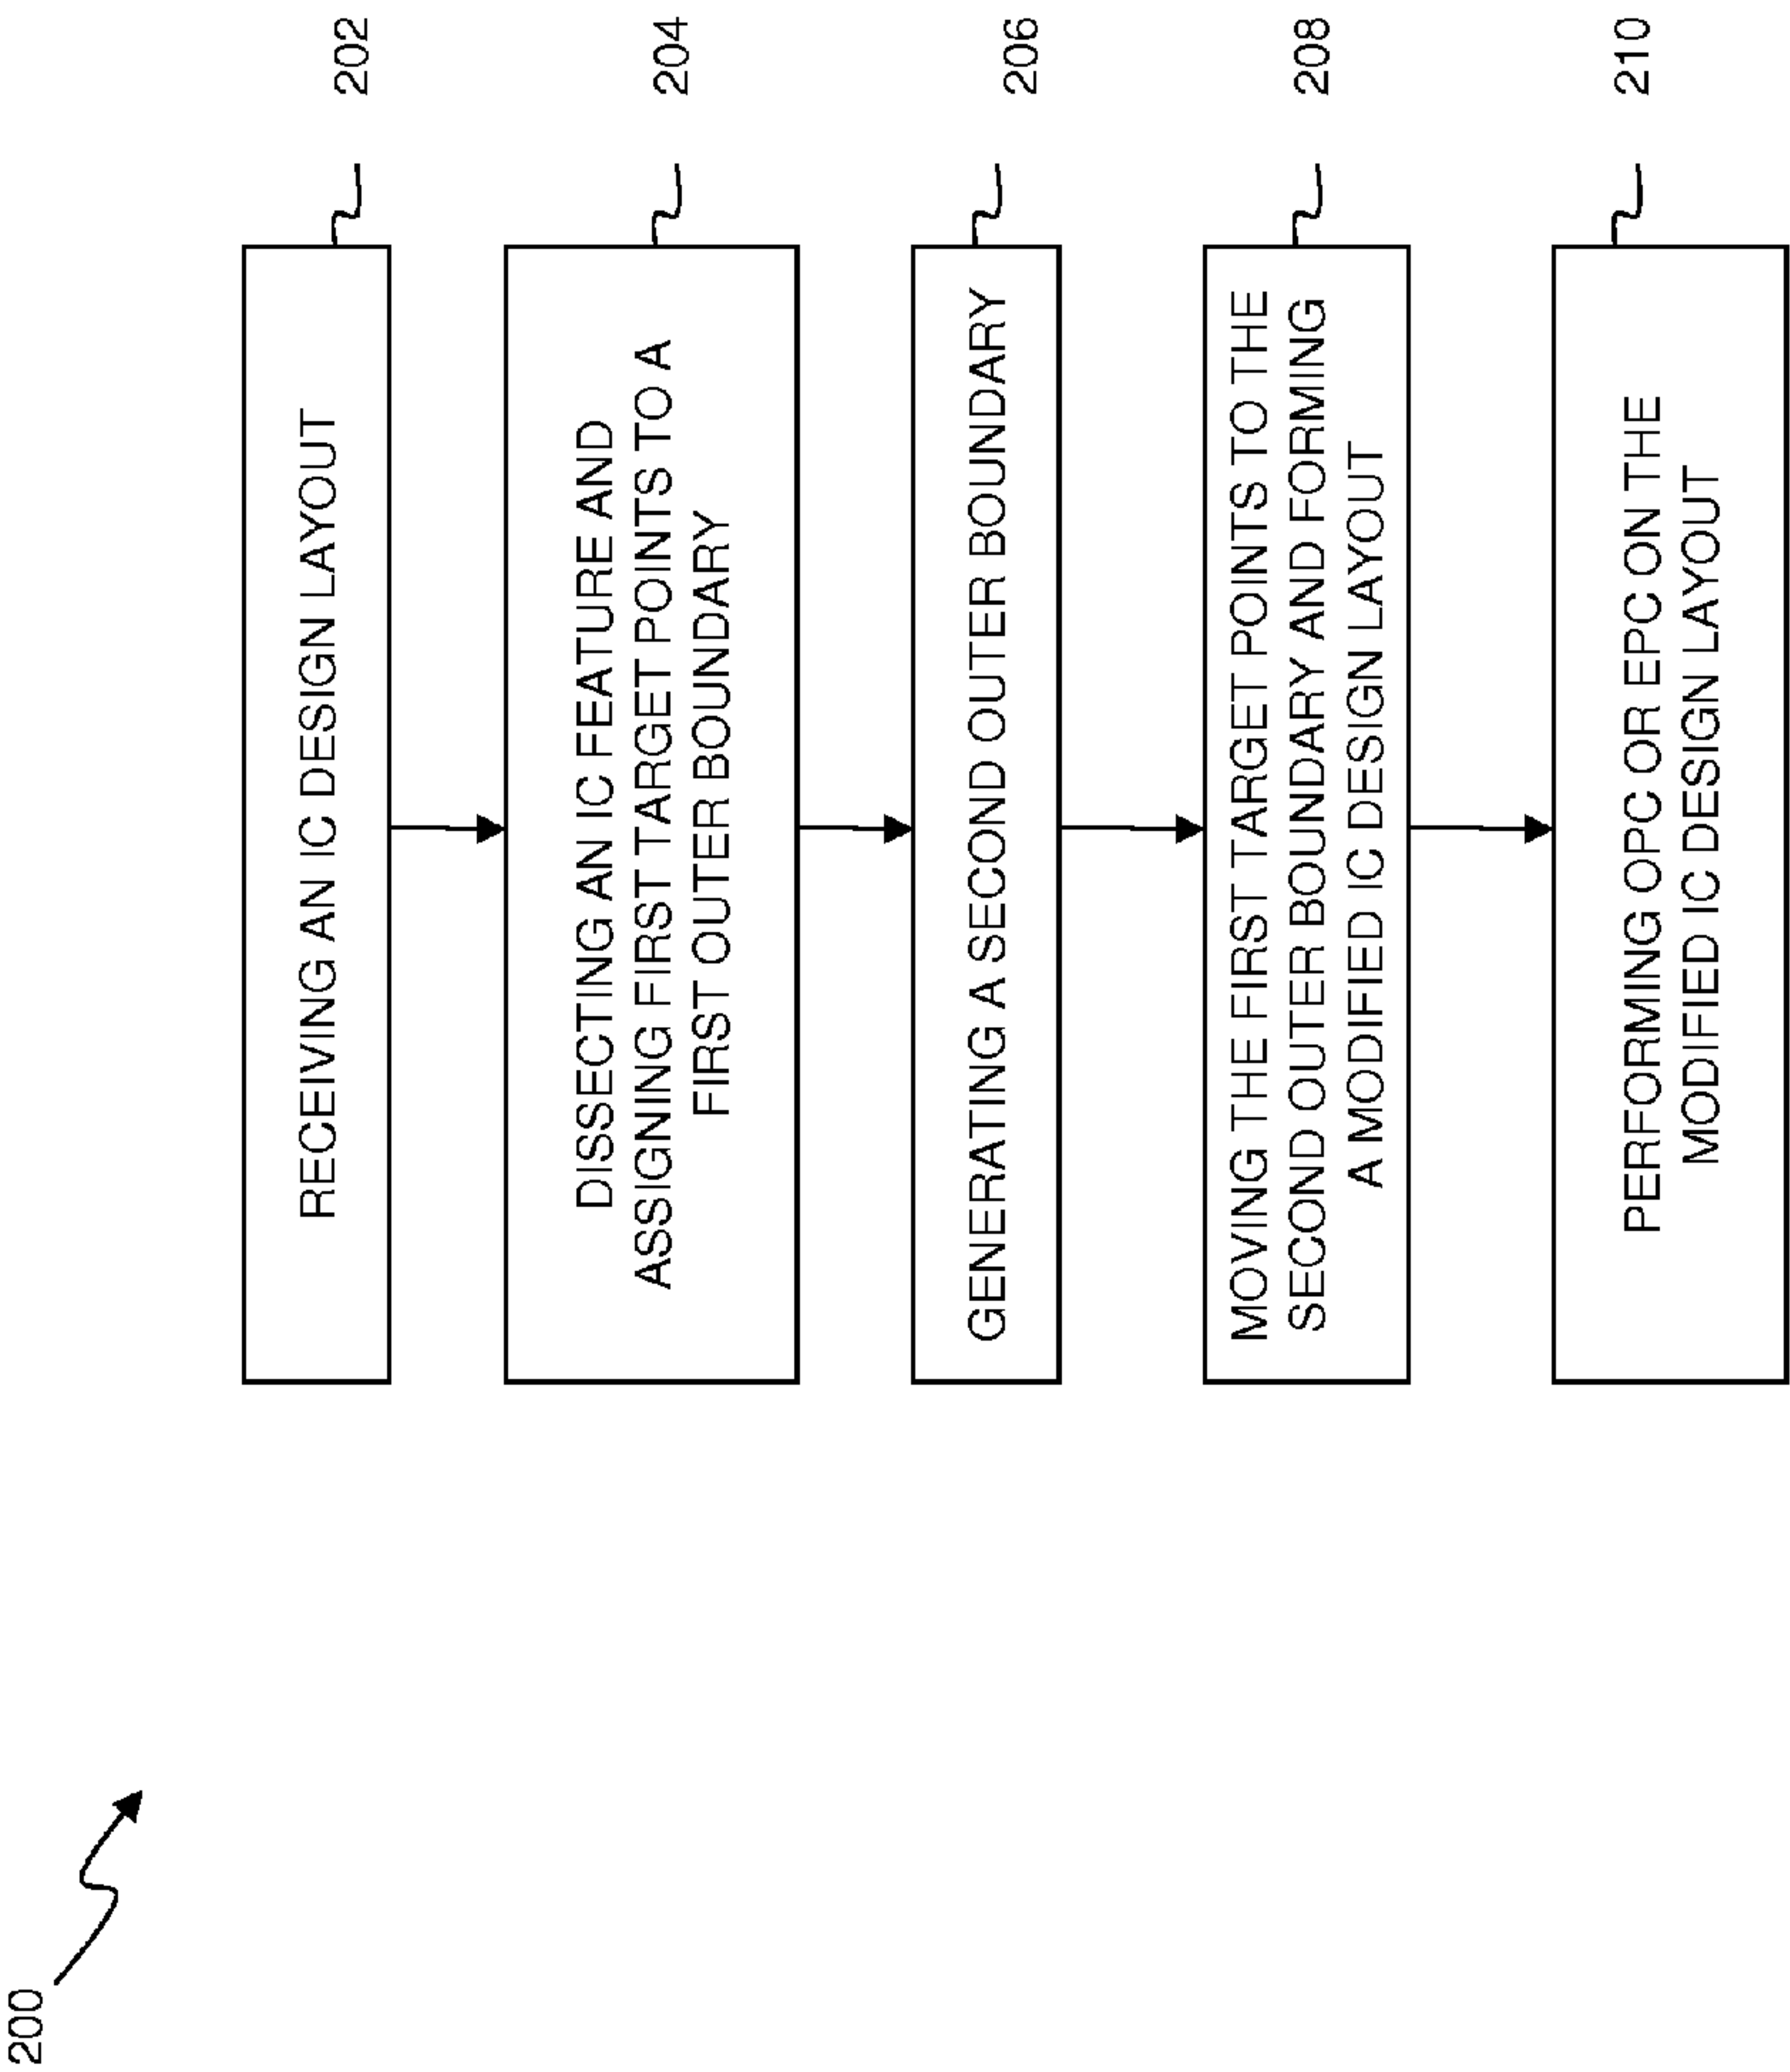 200
RECEIVING AN IC DESIGN LAYOUT
202
DISSECTING AN IC FEATURE AND
ASSIGNING FIRST TARGET POINTS TO A
FIRST OUTER BOUNDARY
204
GENERATING A SECOND OUTER BOUNDARY
206
MOVING THE FIRST TARGET POINTS TO THE
SECOND OUTER BOUNDARY AND FORMING
A MODIFIED IC DESIGN LAYOUT
208
PERFORMING OPC OR EPC ON THE
MODIFIED IC DESIGN LAYOUT
210